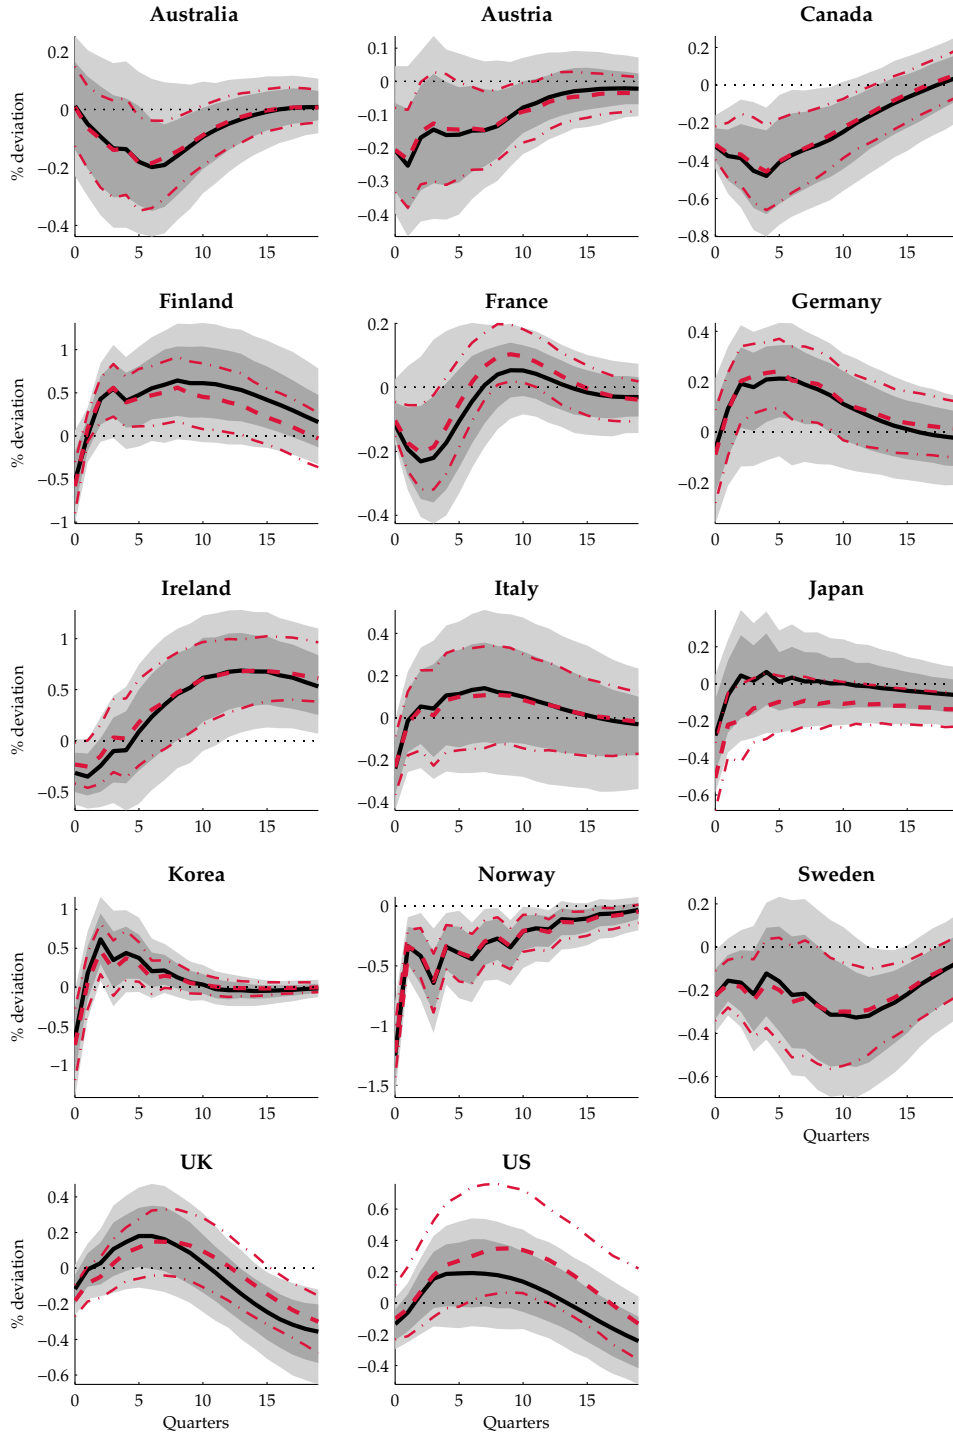 Australia Austria Canada
% deviation
0.2 0 −0.2 −0.4
0.1 0 −0.1 −0.2 −0.3 −0.4
0.2 0 −0.2 −0.4 −0.6 −0.8
0 5 10 15 0 5 10 15 0 5 10 15
Finland France Germany
% deviation
1 0.5 0 −0.5 −1
0.2 0 −0.2 −0.4
0.4 0.2 0 −0.2
0 5 10 15 0 5 10 15 0 5 10 15
Ireland Italy Japan
% deviation
1 0.5 0 −0.5
0.4 0.2 0 −0.2 −0.4
0.2 0 −0.2 −0.4 −0.6
0 5 10 15 0 5 10 15 0 5 10 15
Korea Norway Sweden
% deviation
1 0.5 0 −0.5 −1
0 −0.5 −1 −1.5
0.2 0 −0.2 −0.4 −0.6
0 5 10 15 0 5 10 15 0 5 10 15
Quarters
UK US
% deviation
0.4 0.2 0 −0.2 −0.4 −0.6
0.6 0.4 0.2 0 −0.2 −0.4
0 5 10 15 0 5 10 15
Quarters Quarters